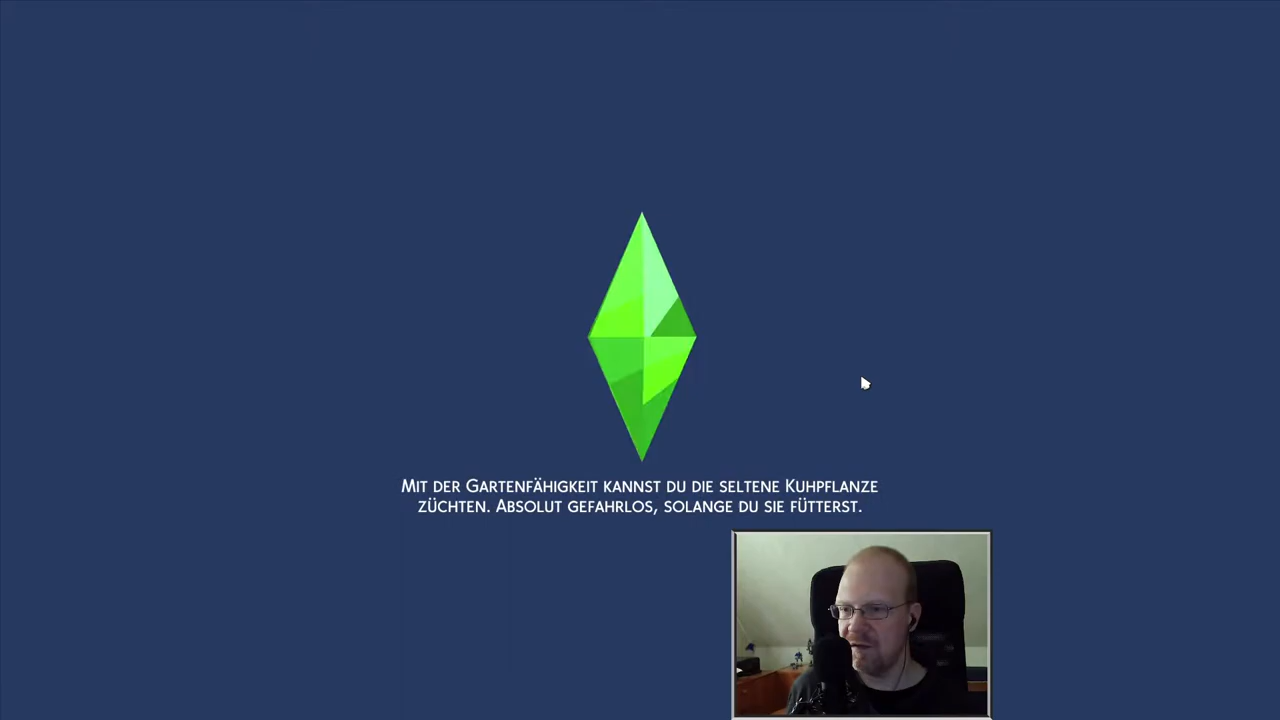 Mit der Gartenfähigkeit kannst du die seltene Kuhpflanze
züchten. Absolut gefahrlos, solange du sie fütterst.